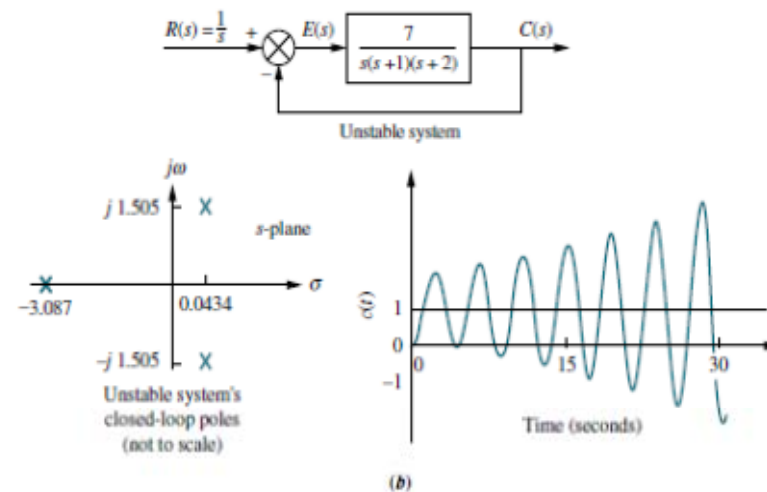 R(s) = 1/s + E(s) 7 C(s)
s(s+1)(s+2)
−
Unstable system
jω
j 1.505
s-plane
σ
−3.087 0.0434
−j 1.505
Unstable system's
closed-loop poles
(not to scale)
c(t)
1
0
0 15 30
−1
Time (seconds)
(b)